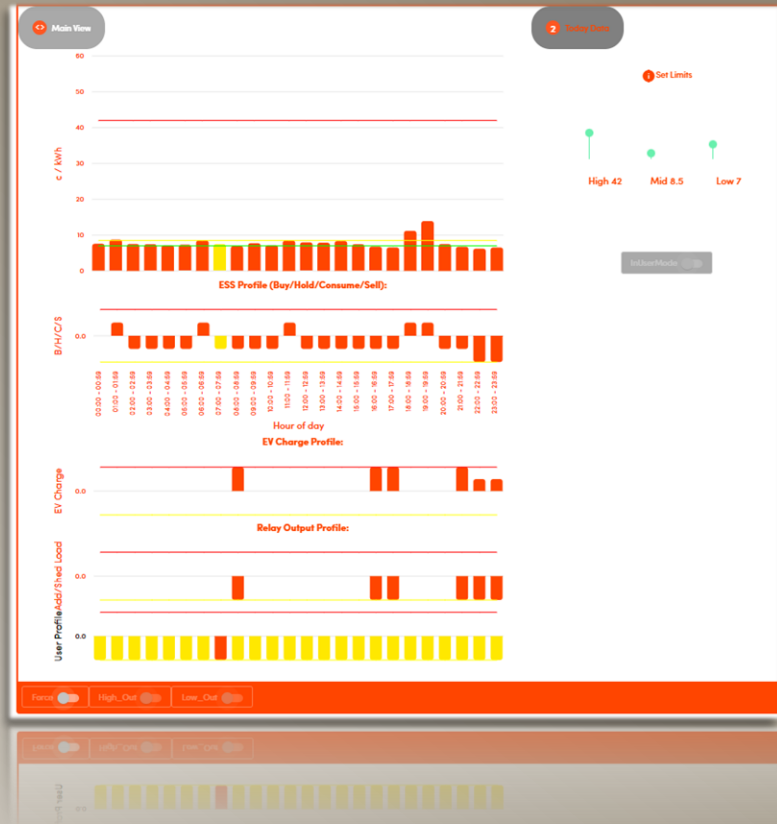 Main View
2 Today Data
Set Limits
High 42 Mid 8.5 Low 7
InUserMode
c / kWh
60
50
40
30
20
10
0
ESS Profile (Buy/Hold/Consume/Sell):
B/H/C/S
0.0
00:00 - 00:59
01:00 - 01:59
02:00 - 02:59
03:00 - 03:59
04:00 - 04:59
05:00 - 05:59
06:00 - 06:59
07:00 - 07:59
08:00 - 08:59
09:00 - 09:59
10:00 - 10:59
11:00 - 11:59
12:00 - 12:59
13:00 - 13:59
14:00 - 14:59
15:00 - 15:59
16:00 - 16:59
17:00 - 17:59
18:00 - 18:59
19:00 - 19:59
20:00 - 20:59
21:00 - 21:59
22:00 - 22:59
23:00 - 23:59
Hour of day
EV Charge Profile:
EV Charge
0.0
Relay Output Profile:
Add/Shed Load
0.0
User Profile
0.0
Force High_Out Low_Out